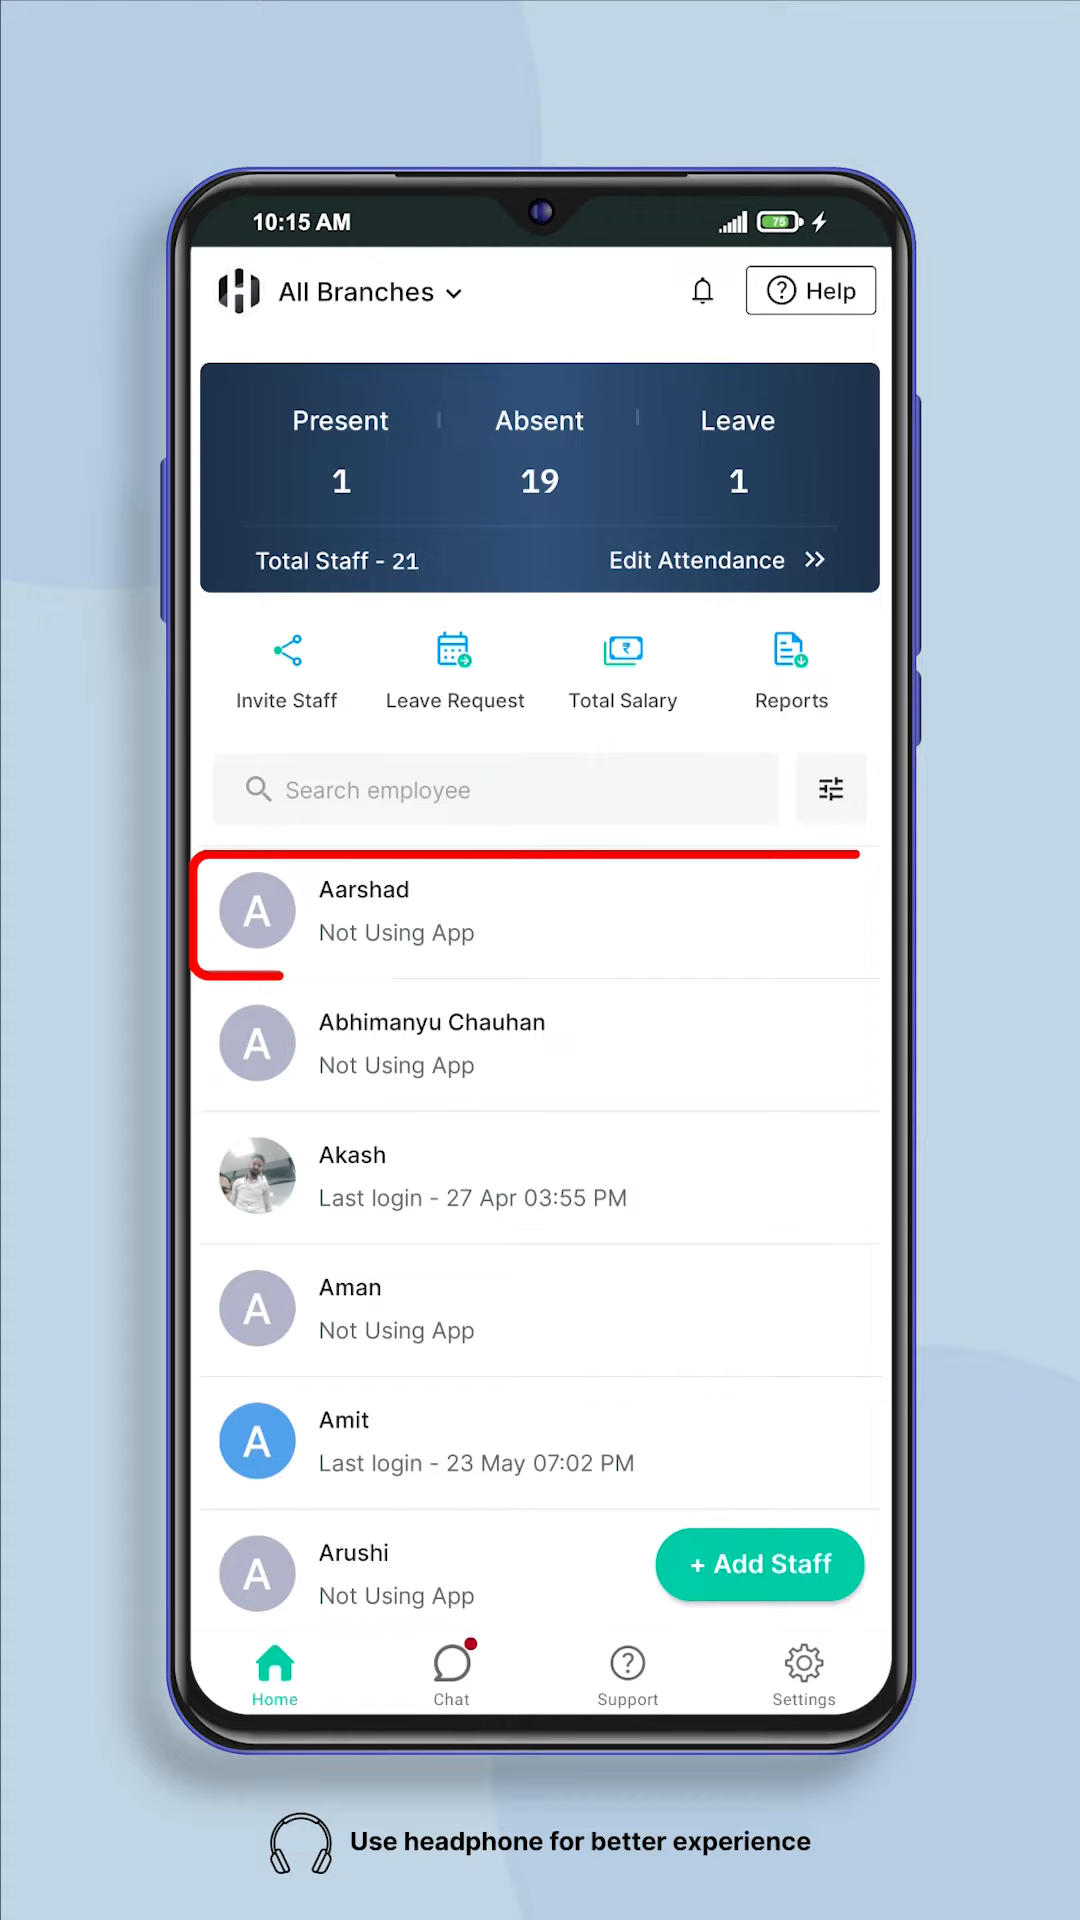 10:15 AM
75
All Branches
? Help
Present
Absent
Leave
1
19
1
Total Staff - 21
Edit Attendance
Invite Staff
Leave Request
Total Salary
Reports
Search employee
A
Aarshad
Not Using App
A
Abhimanyu Chauhan
Not Using App
Akash
Last login - 27 Apr 03:55 PM
A
Aman
Not Using App
A
Amit
Last login - 23 May 07:02 PM
A
Arushi
Not Using App
+ Add Staff
Home
Chat
Support
Settings
Use headphone for better experience